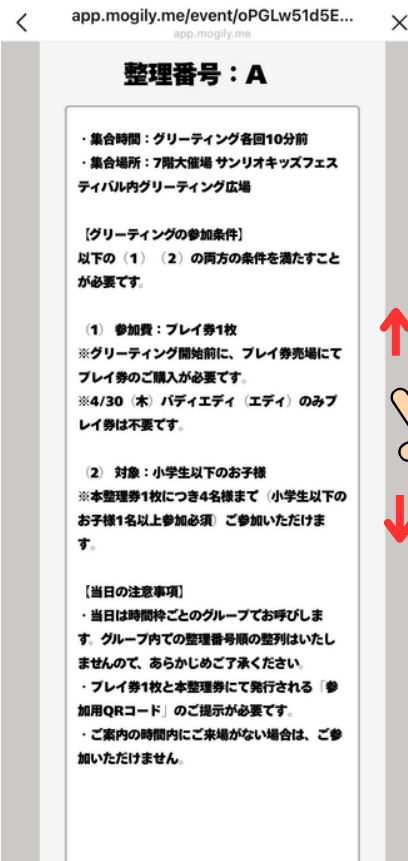 app.mogily.me/event/oPGLw51d5E...
app.mogily.me
整理番号：A
・集合時間：グリーティング各回10分前
・集合場所：7階大催場 サンリオキッズフェス
ティバル内グリーティング広場
【グリーティングの参加条件】
以下の（1）（2）の両方の条件を満たすこと
が必要です。
（1） 参加費：プレイ券1枚
※グリーティング開始前に、プレイ券売場にて
プレイ券のご購入が必要です。
※4/30（木）バディエディ（エディ）のみプ
レイ券は不要です。
（2） 対象：小学生以下のお子様
※本整理券1枚につき4名様まで（小学生以下の
お子様1名以上参加必須）ご参加いただけま
す。
【当日の注意事項】
・当日は時間枠ごとのグループでお呼びしま
す。グループ内での整理番号順の整列はいたし
ませんので、あらかじめご了承ください。
・プレイ券1枚と本整理券にて発行される「参
加用QRコード」のご提示が必要です。
・ご案内の時間内にご来場がない場合は、ご参
加いただけません。